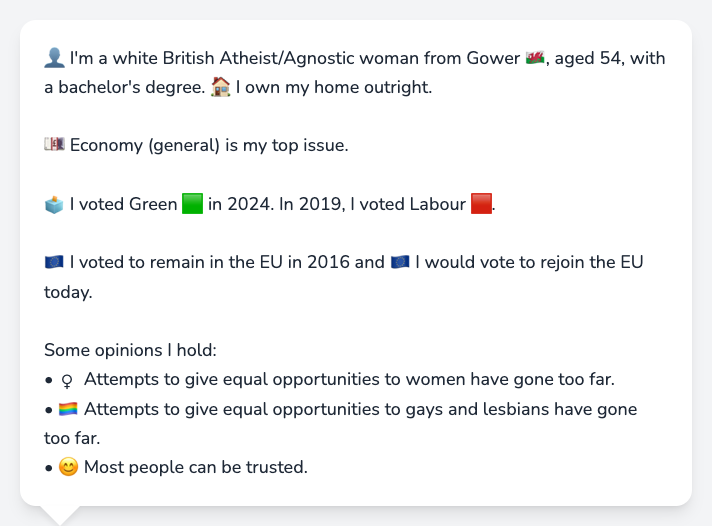 👤 I'm a white British Atheist/Agnostic woman from Gower 🏴󠁧󠁢󠁷󠁬󠁳󠁿, aged 54, with
a bachelor's degree. 🏠 I own my home outright.
💷 Economy (general) is my top issue.
🗳️ I voted Green 🟩 in 2024. In 2019, I voted Labour 🟥.
🇪🇺 I voted to remain in the EU in 2016 and 🇪🇺 I would vote to rejoin the EU
today.
Some opinions I hold:
• ♀ Attempts to give equal opportunities to women have gone too far.
• 🏳️‍🌈 Attempts to give equal opportunities to gays and lesbians have gone
too far.
• 😊 Most people can be trusted.